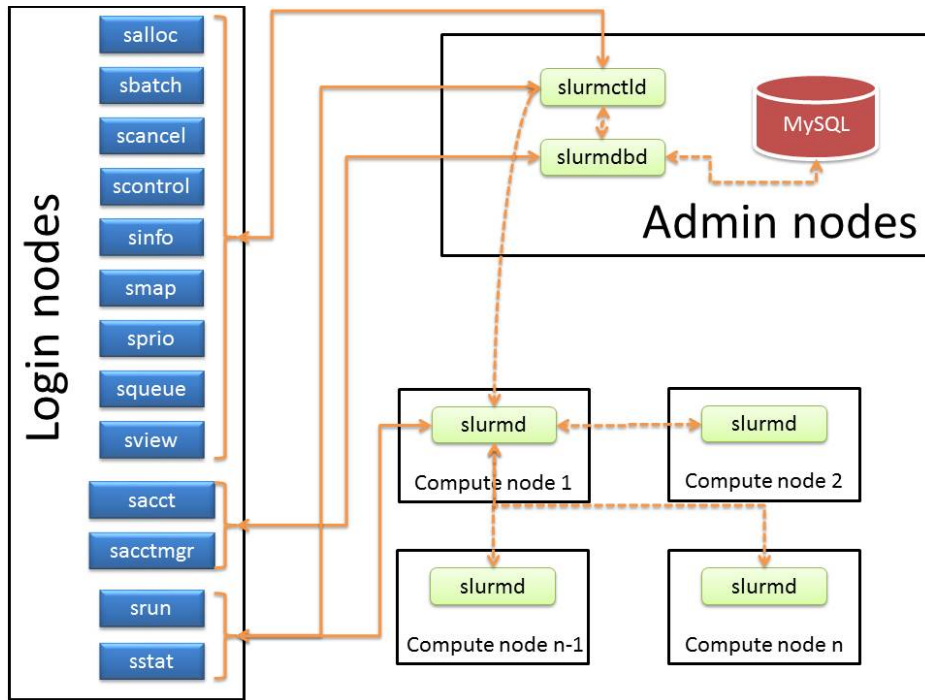 Login nodes
salloc
sbatch
scancel
scontrol
sinfo
smap
sprio
squeue
sview
sacct
sacctmgr
srun
sstat
slurmctld
slurmdbd
MySQL
Admin nodes
slurmd
Compute node 1
slurmd
Compute node 2
slurmd
Compute node n-1
slurmd
Compute node n